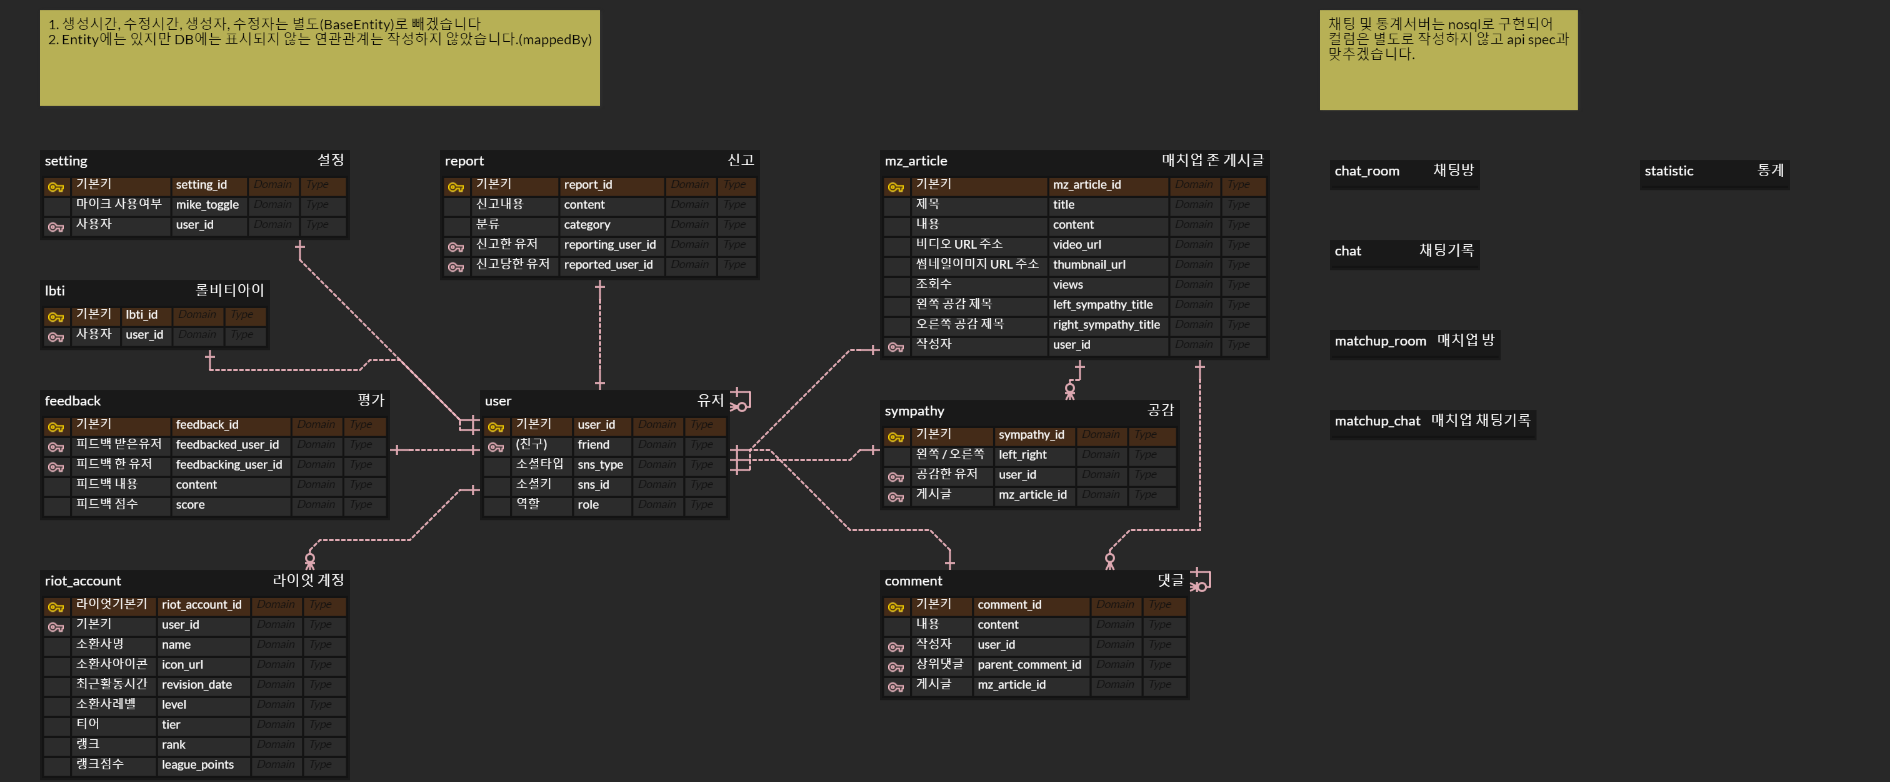 1. 생성시간, 수정시간, 생성자, 수정자는 별도(BaseEntity)로 빼겠습니다
2. Entity에는 있지만 DB에는 표시되지 않는 연관관계는 작성하지 않았습니다.(mappedBy)
채팅 및 통계서버는 nosql로 구현되어
컬럼은 별도로 작성하지 않고 api spec과
맞추겠습니다.
setting 설정
기본키 setting_id Domain Type
마이크 사용여부 mike_toggle Domain Type
사용자 user_id Domain Type
lbti 롤비티아이
기본키 lbti_id Domain Type
사용자 user_id Domain Type
feedback 평가
기본키 feedback_id Domain Type
피드백 받은유저 feedbacked_user_id Domain Type
피드백 한 유저 feedbacking_user_id Domain Type
피드백 내용 content Domain Type
피드백 점수 score Domain Type
riot_account 라이엇 계정
라이엇기본키 riot_account_id Domain Type
기본키 user_id Domain Type
소환사명 name Domain Type
소환사아이콘 icon_url Domain Type
최근활동시간 revision_date Domain Type
소환사레벨 level Domain Type
티어 tier Domain Type
랭크 rank Domain Type
랭크점수 league_points Domain Type
report 신고
기본키 report_id Domain Type
신고내용 content Domain Type
분류 category Domain Type
신고한 유저 reporting_user_id Domain Type
신고당한 유저 reported_user_id Domain Type
user 유저
기본키 user_id Domain Type
(친구) friend Domain Type
소셜타입 sns_type Domain Type
소셜키 sns_id Domain Type
역할 role Domain Type
mz_article 매치업 존 게시글
기본키 mz_article_id Domain Type
제목 title Domain Type
내용 content Domain Type
비디오 URL 주소 video_url Domain Type
썸네일이미지 URL 주소 thumbnail_url Domain Type
조회수 views Domain Type
왼쪽 공감 제목 left_sympathy_title Domain Type
오른쪽 공감 제목 right_sympathy_title Domain Type
작성자 user_id Domain Type
sympathy 공감
기본키 sympathy_id Domain Type
왼쪽 / 오른쪽 left_right Domain Type
공감한 유저 user_id Domain Type
게시글 mz_article_id Domain Type
comment 댓글
기본키 comment_id Domain Type
내용 content Domain Type
작성자 user_id Domain Type
상위댓글 parent_comment_id Domain Type
게시글 mz_article_id Domain Type
chat_room 채팅방
chat 채팅기록
matchup_room 매치업 방
matchup_chat 매치업 채팅기록
statistic 통계